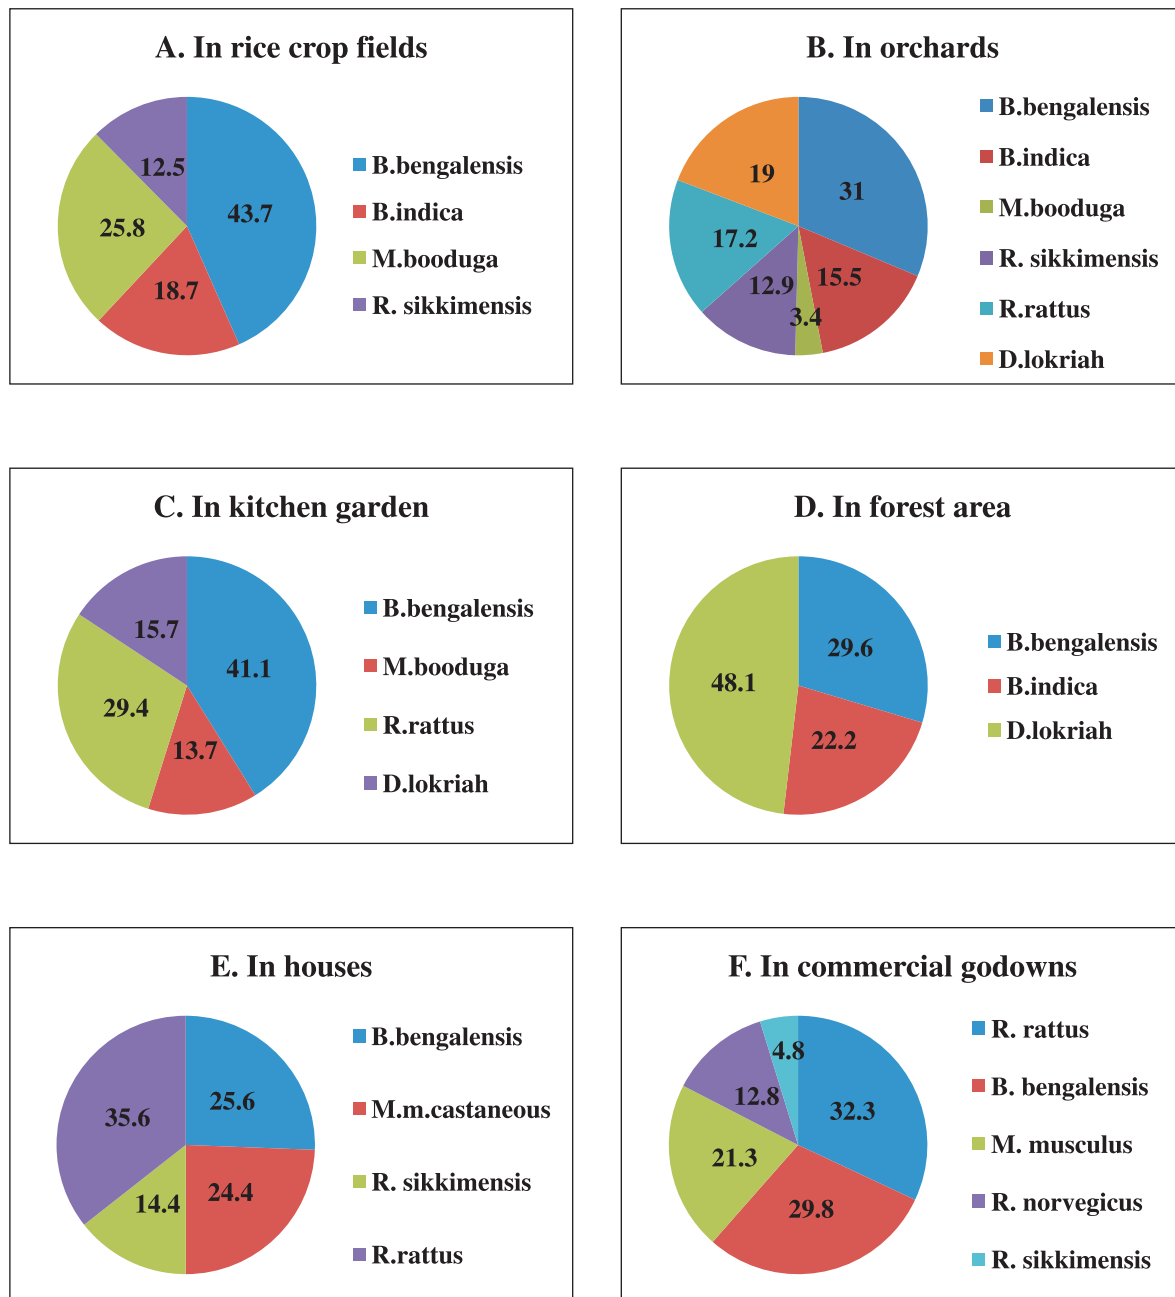 A. In rice crop fields
12.5
43.7
25.8
18.7
B.bengalensis
B.indica
M.booduga
R. sikkimensis
B. In orchards
19
31
17.2
12.9
15.5
3.4
B.bengalensis
B.indica
M.booduga
R. sikkimensis
R.rattus
D.lokriah
C. In kitchen garden
15.7
41.1
29.4
13.7
B.bengalensis
M.booduga
R.rattus
D.lokriah
D. In forest area
29.6
48.1
22.2
B.bengalensis
B.indica
D.lokriah
E. In houses
25.6
35.6
24.4
14.4
B.bengalensis
M.m.castaneous
R. sikkimensis
R.rattus
F. In commercial godowns
4.8
12.8
32.3
21.3
29.8
R. rattus
B. bengalensis
M. musculus
R. norvegicus
R. sikkimensis